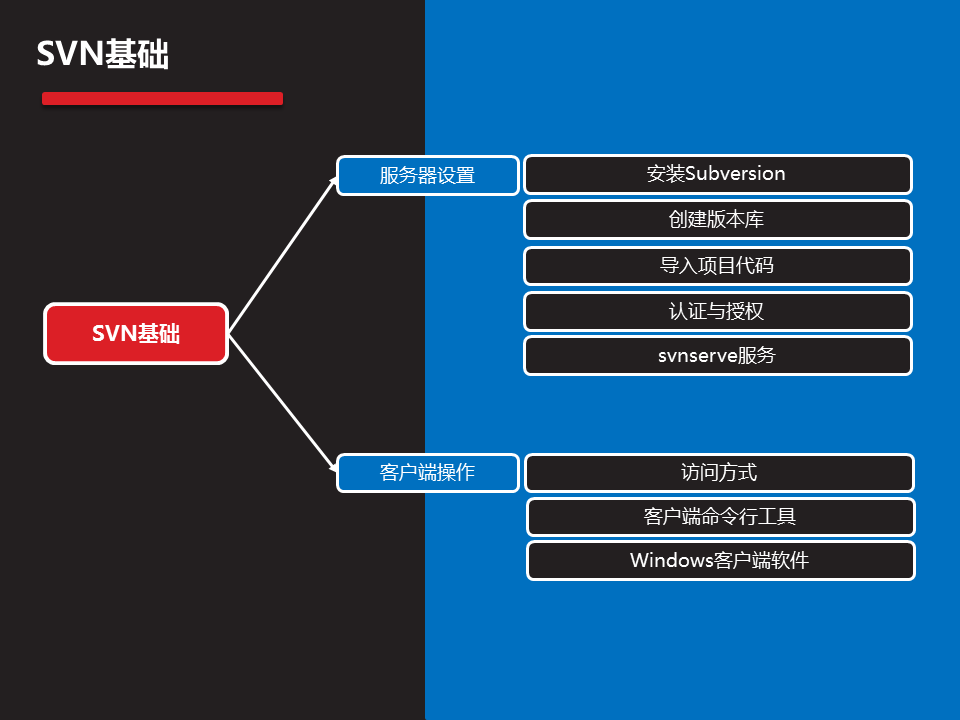 SVN基础
服务器设置
安装Subversion
创建版本库
导入项目代码
认证与授权
svnserve服务
SVN基础
客户端操作
访问方式
客户端命令行工具
Windows客户端软件